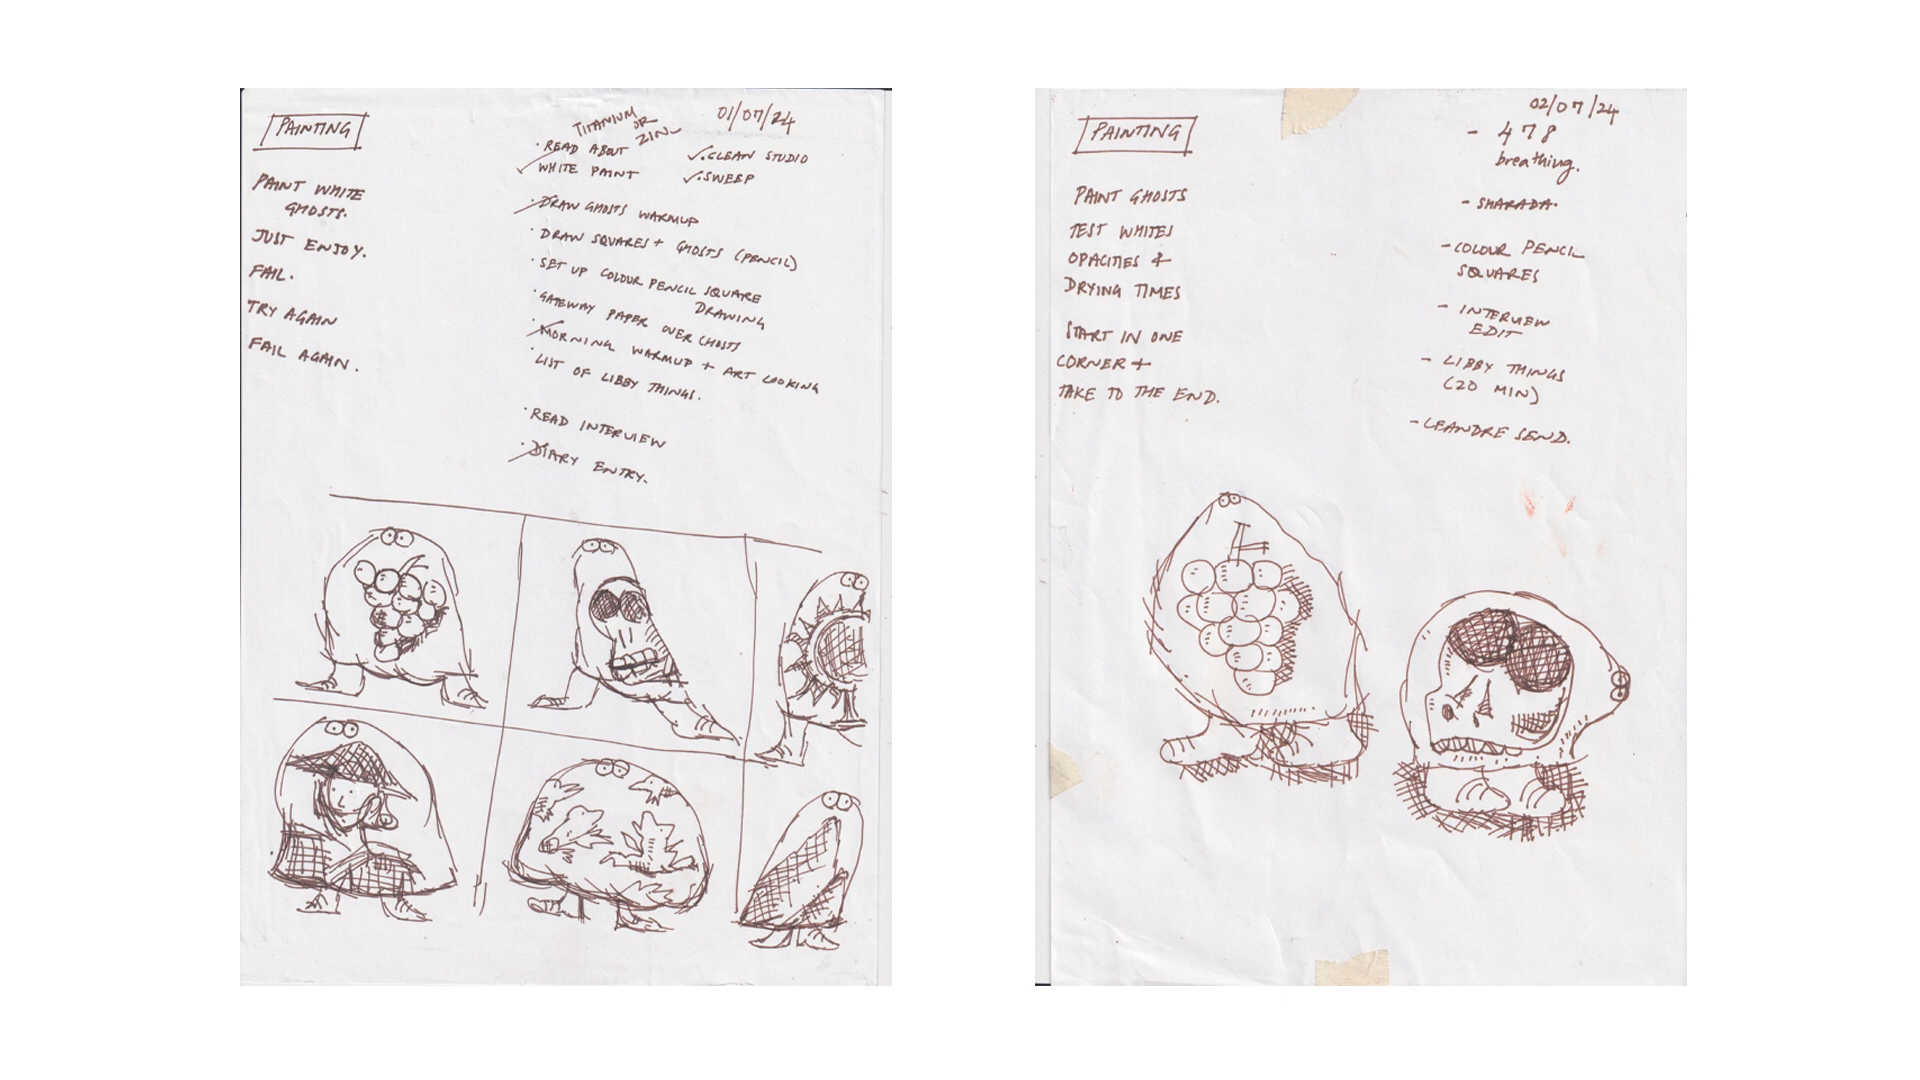 PAINTING
PAINT WHITE
GHOSTS.
JUST ENJOY.
FAIL.
TRY AGAIN
FAIL AGAIN.
01/07/24
TITANIUM
OR
ZINC
· READ ABOUT
WHITE PAINT
· CLEAN STUDIO
· SWEEP
· DRAW GHOSTS WARMUP
· DRAW SQUARES + GHOSTS (PENCIL)
· SET UP COLOUR PENCIL SQUARE
DRAWING
· GATEWAY PAPER OVER GHOSTS
· MORNING WARMUP + ART LOOKING
· LIST OF LIBBY THINGS.
· READ INTERVIEW
· DIARY ENTRY.
PAINTING
PAINT GHOSTS
TEST WHITES
OPACITIES &
DRYING TIMES
START IN ONE
CORNER +
TAKE TO THE END.
02/07/24
- 478
breathing.
- SHARADA.
- COLOUR PENCIL
SQUARES
- INTERVIEW
EDIT
- LIBBY THINGS
(20 MIN)
- LEANDRE SEND.